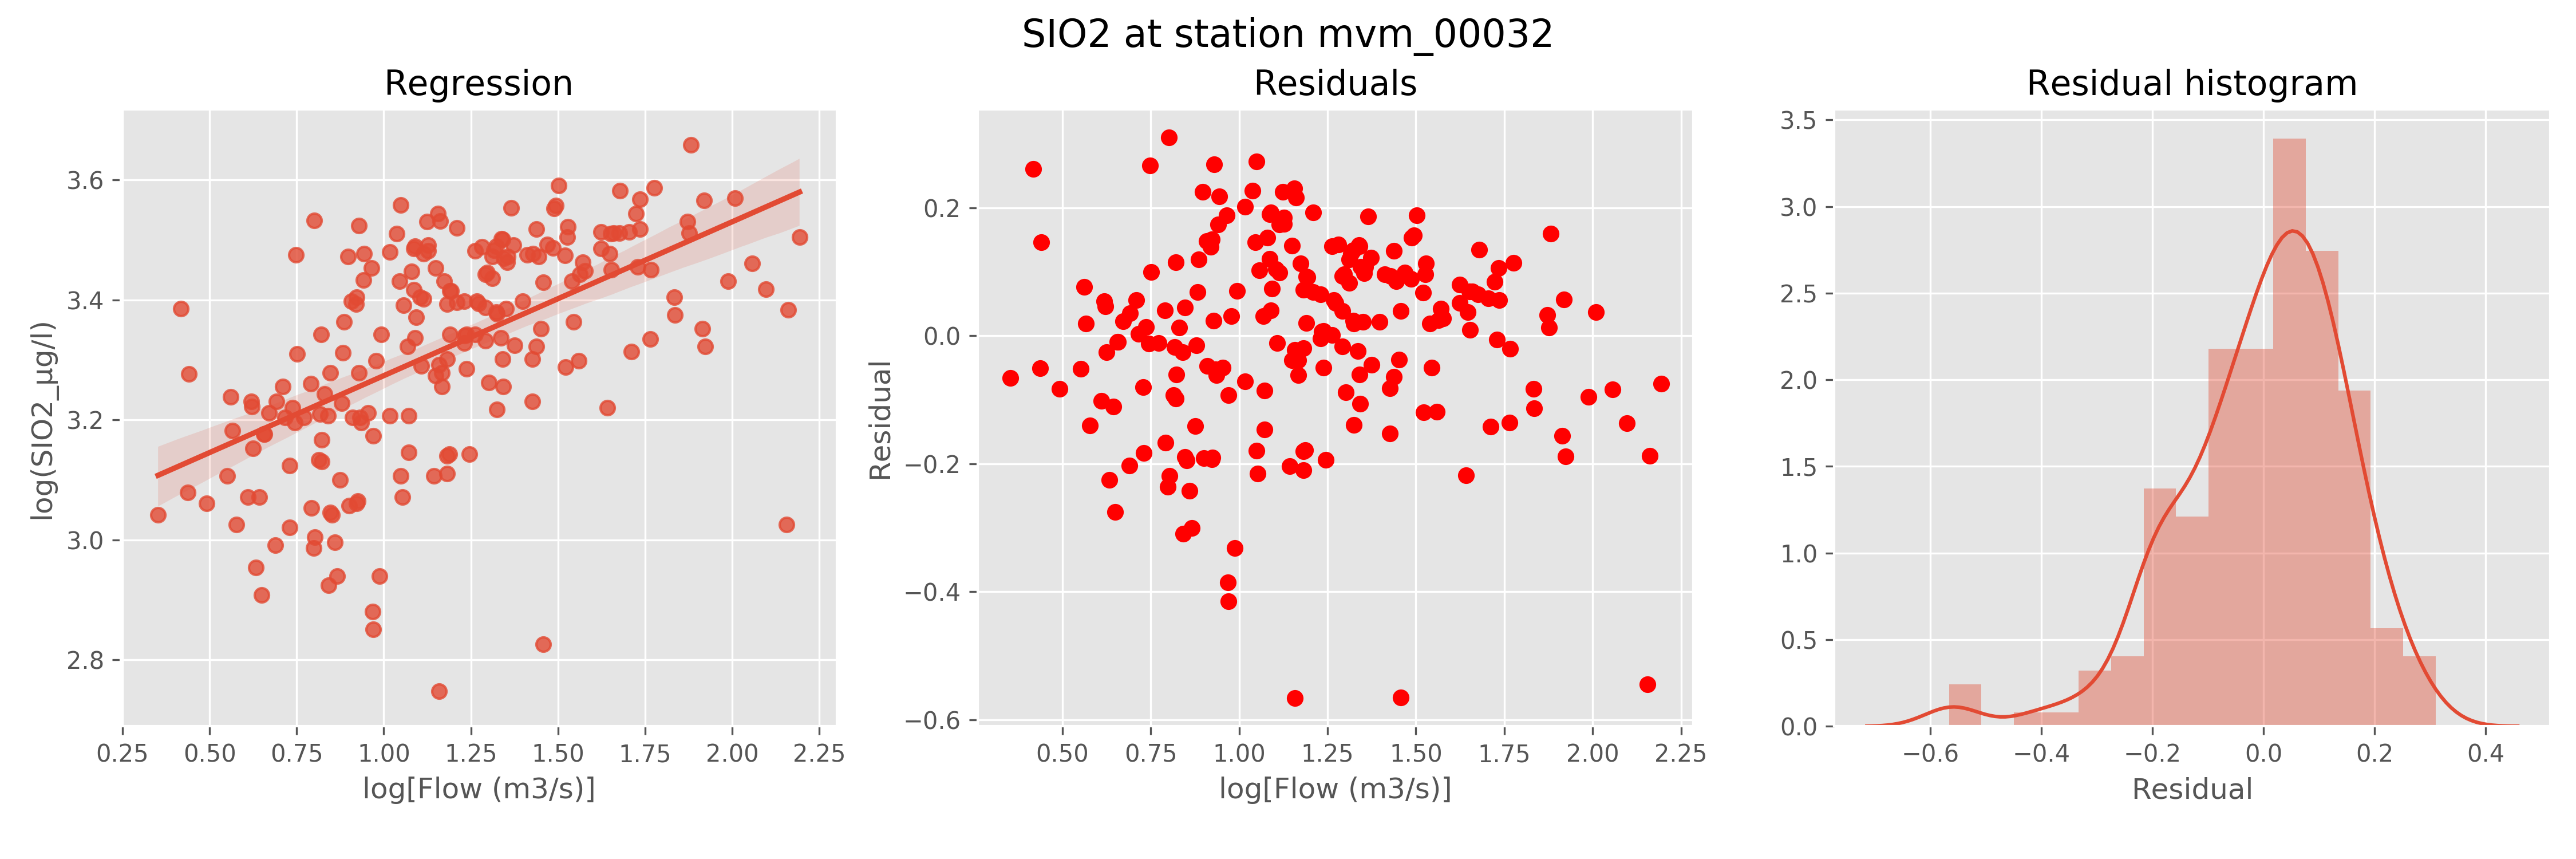 SIO2 at station mvm_00032
Regression
3.6
3.4
3.2
3.0
2.8
log(SIO2_µg/l)
0.25 0.50 0.75 1.00 1.25 1.50 1.75 2.00 2.25
log[Flow (m3/s)]
Residuals
0.2
0.0
−0.2
−0.4
−0.6
Residual
0.50 0.75 1.00 1.25 1.50 1.75 2.00 2.25
log[Flow (m3/s)]
Residual histogram
3.5
3.0
2.5
2.0
1.5
1.0
0.5
0.0
−0.6 −0.4 −0.2 0.0 0.2 0.4
Residual